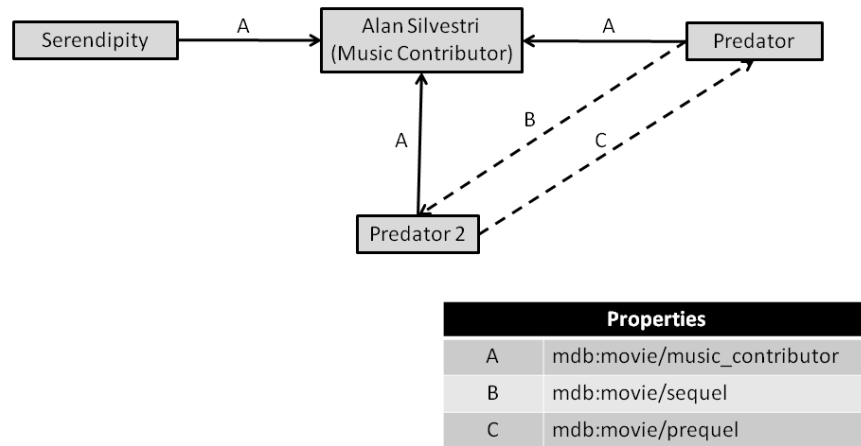 A
Alan Silvestri
A
Serendipity
(Music Contributor)
Predator
B
A
C
Predator 2
Properties
A mdb:movie/music_contributor
B mdb:movie/sequel
C mdb:movie/prequel